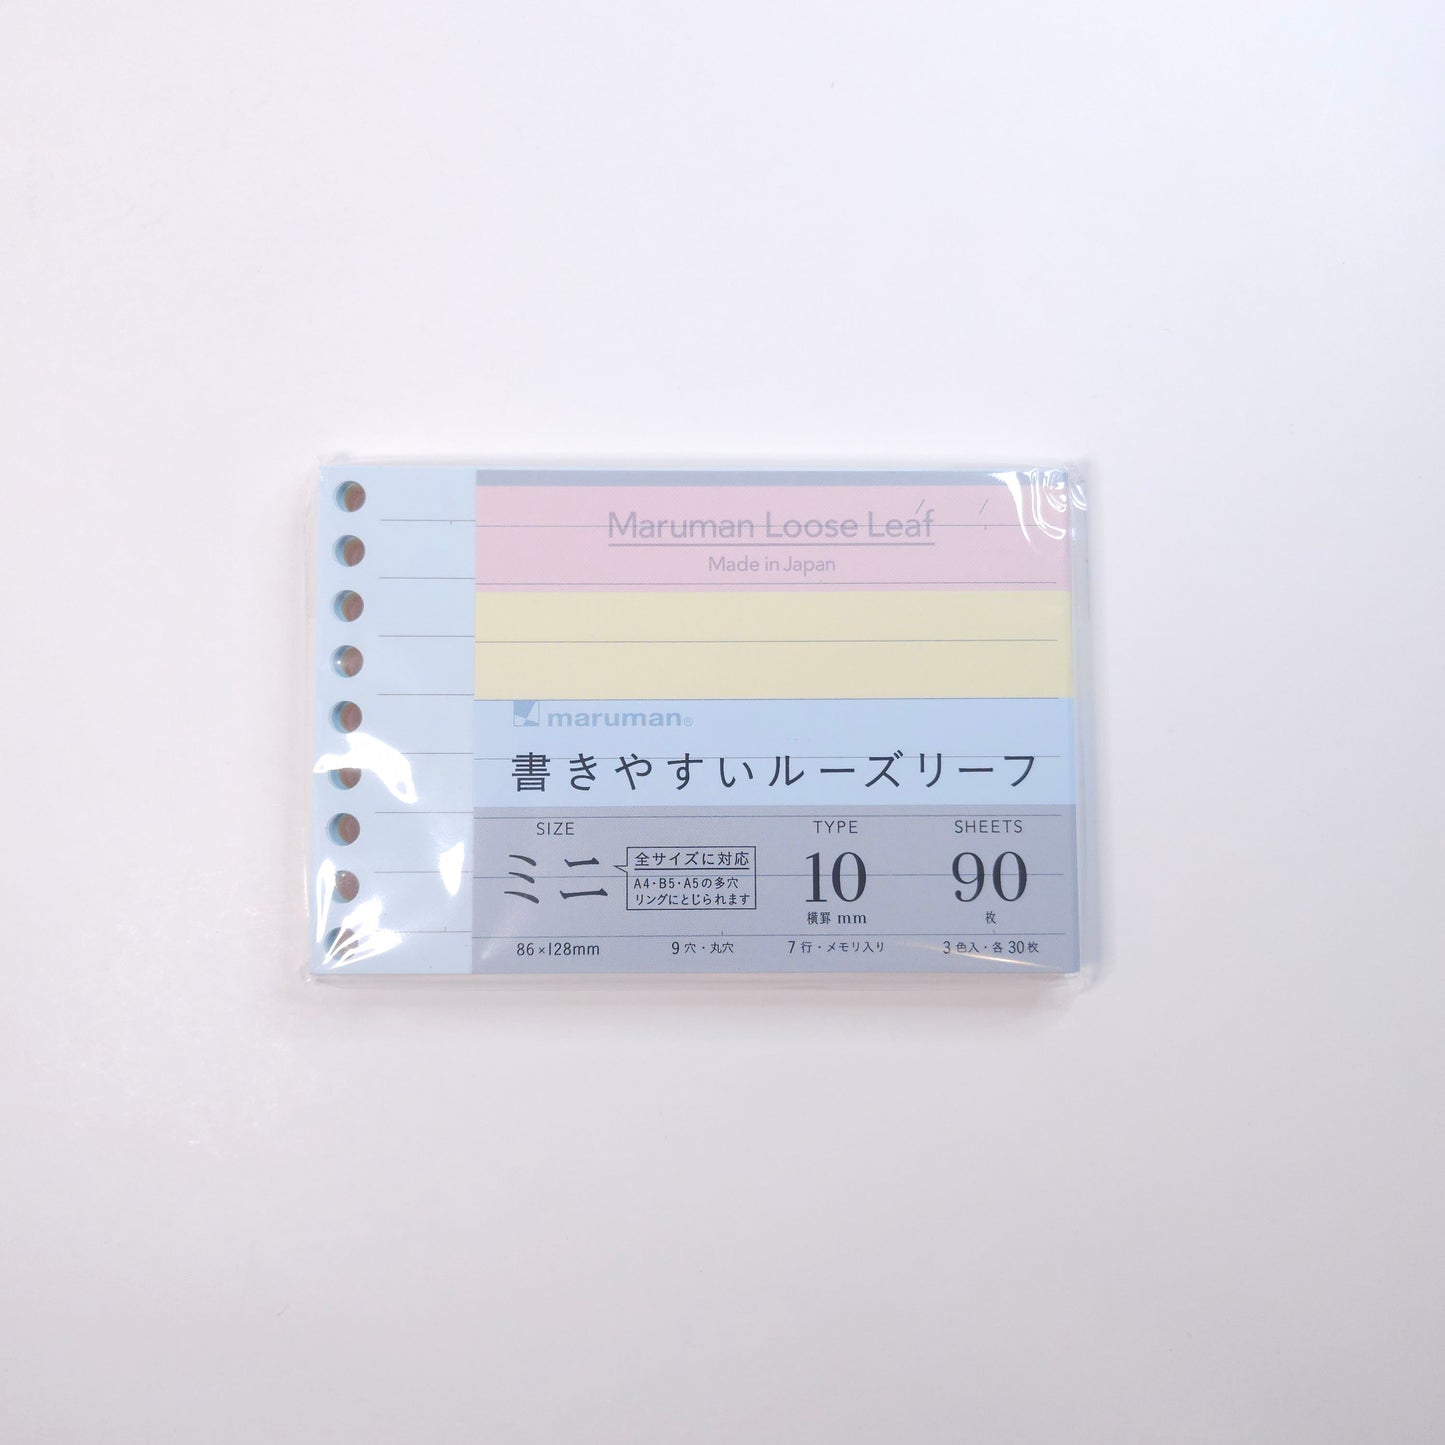 Maruman Loose Leaf
Made in Japan
maruman®
書きやすいルーズリーフ
SIZE
ミニ
全サイズに対応
A4・B5・A5の多穴
リングにとじられます
86×128mm
9穴・丸穴
TYPE
10
横罫 mm
7行・メモリ入り
SHEETS
90
枚
3色入・各30枚